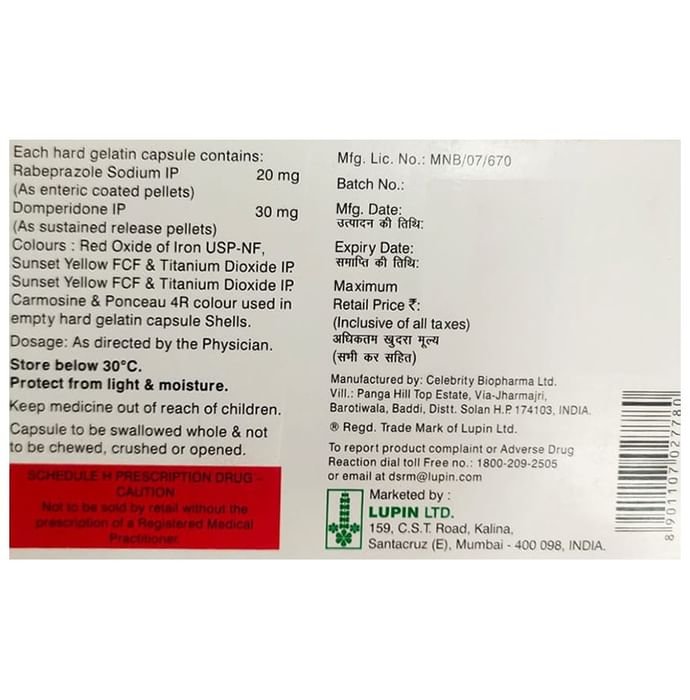 Each hard gelatin capsule contains:
Rabeprazole Sodium IP 20 mg
(As enteric coated pellets)
Domperidone IP 30 mg
(As sustained release pellets)
Colours : Red Oxide of Iron USP-NF,
Sunset Yellow FCF & Titanium Dioxide IP.
Sunset Yellow FCF & Titanium Dioxide IP.
Carmosine & Ponceau 4R colour used in
empty hard gelatin capsule Shells.
Dosage: As directed by the Physician.
Store below 30°C.
Protect from light & moisture.
Keep medicine out of reach of children.
Capsule to be swallowed whole & not
to be chewed, crushed or opened.
SCHEDULE H PRESCRIPTION DRUG -
CAUTION
Not to be sold by retail without the
prescription of a Registered Medical
Practitioner.
Mfg. Lic. No.: MNB/07/670
Batch No.:
Mfg. Date:
उत्पादन की तिथि:
Expiry Date:
समाप्ति की तिथि:
Maximum
Retail Price ₹:
(Inclusive of all taxes)
अधिकतम खुदरा मूल्य
(सभी कर सहित)
Manufactured by: Celebrity Biopharma Ltd.
Vill.: Panga Hill Top Estate, Via-Jharmajri,
Barotiwala, Baddi, Distt. Solan H.P 174103, INDIA.
® Regd. Trade Mark of Lupin Ltd.
To report product complaint or Adverse Drug
Reaction dial toll Free no.: 1800-209-2505
or email at dsrm@lupin.com
Marketed by :
LUPIN LTD.
159, C.S.T. Road, Kalina,
Santacruz (E), Mumbai - 400 098, INDIA.
8 901107 027780